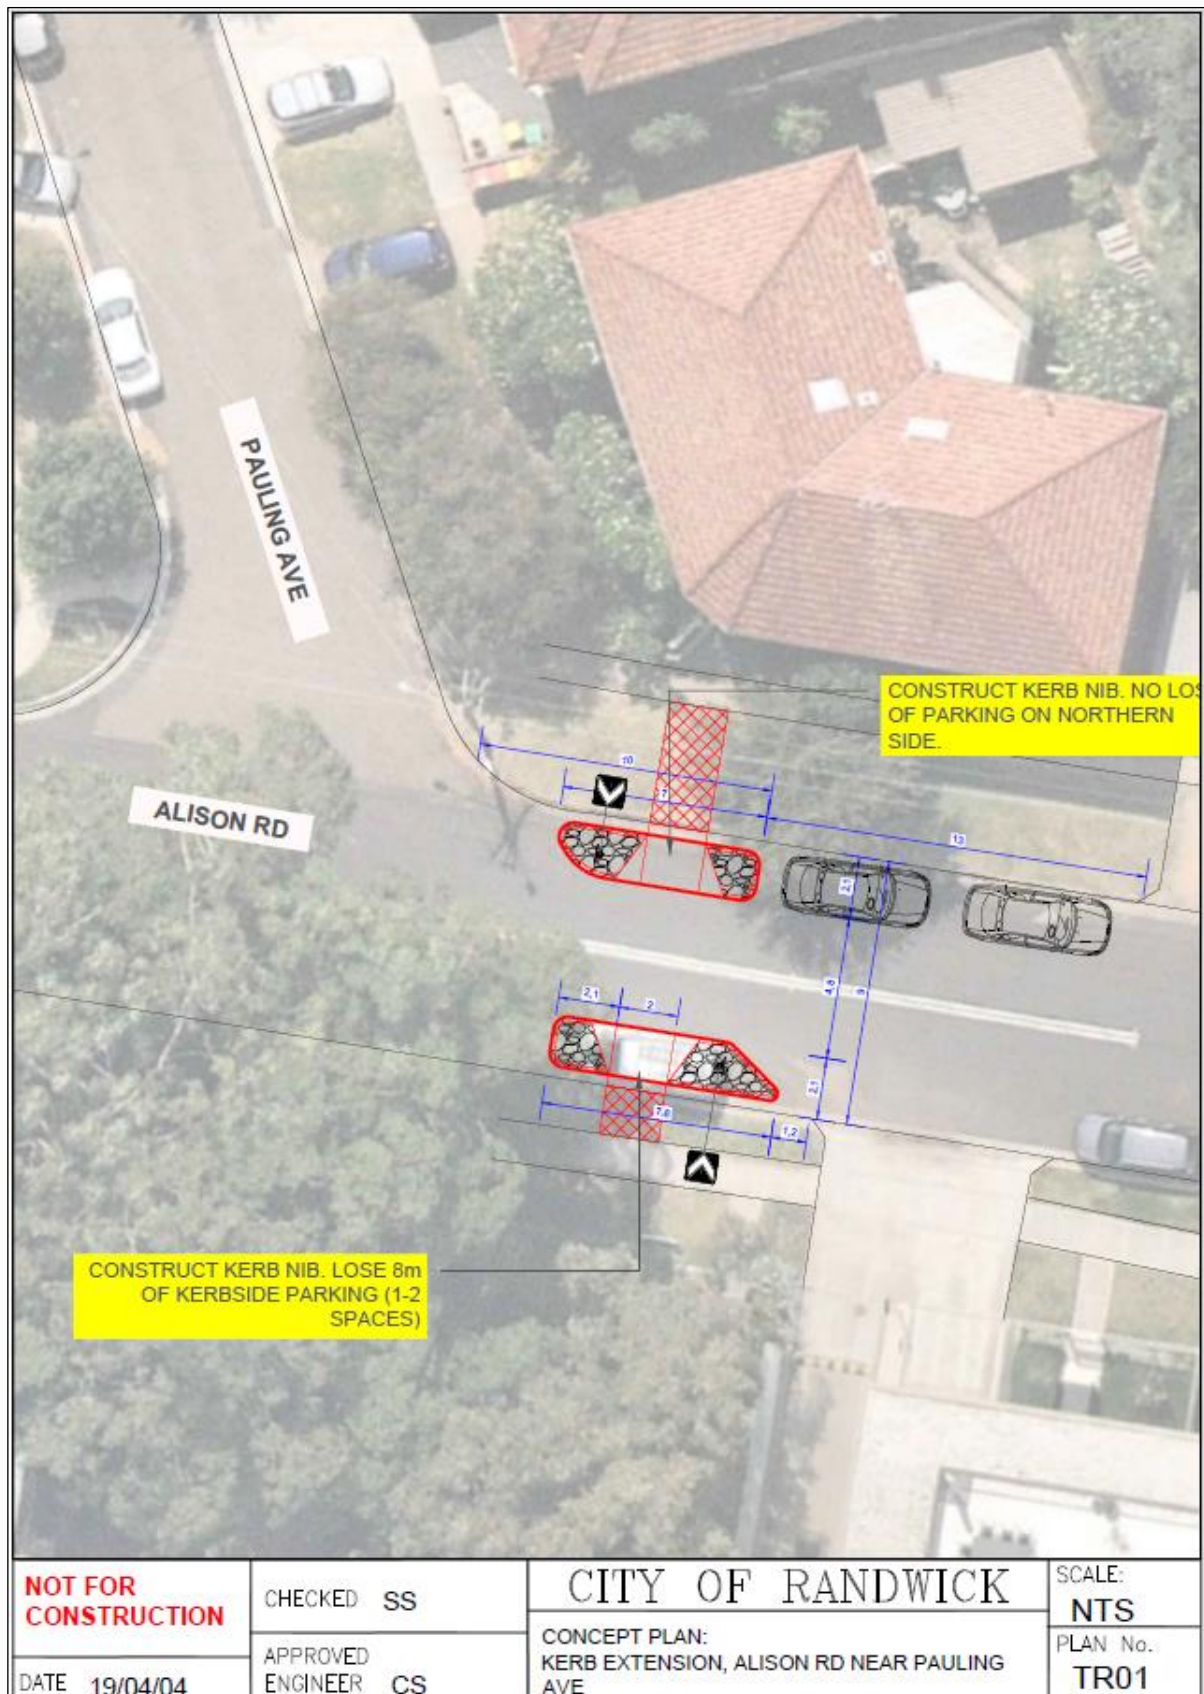 PAULING AVE
CONSTRUCT KERB NIB. NO LOS
OF PARKING ON NORTHERN
SIDE.
10
7
ALISON RD
13
2,1
2,1
2
4,8
9
2,1
7,6
1,2
CONSTRUCT KERB NIB. LOSE 8m
OF KERBSIDE PARKING (1-2
SPACES)
NOT FOR
CONSTRUCTION
DATE 19/04/04
CHECKED SS
APPROVED
ENGINEER CS
CITY OF RANDWICK
CONCEPT PLAN:
KERB EXTENSION, ALISON RD NEAR PAULING
AVE
SCALE:
NTS
PLAN No.
TR01